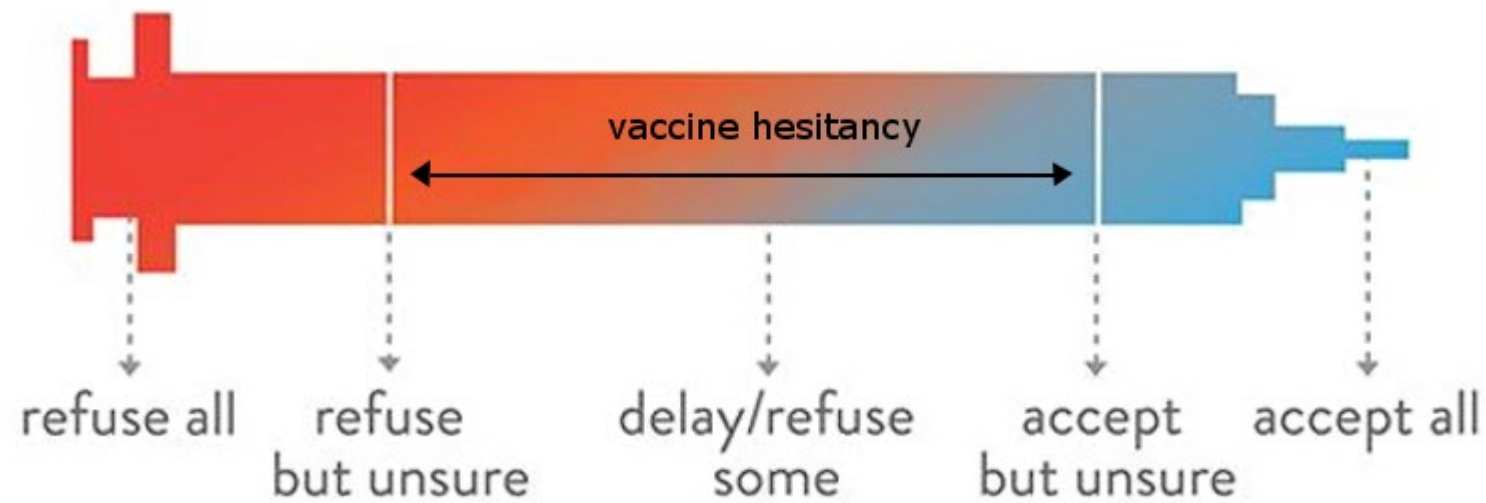 vaccine hesitancy
refuse all
refuse
but unsure
delay/refuse
some
accept
but unsure
accept all